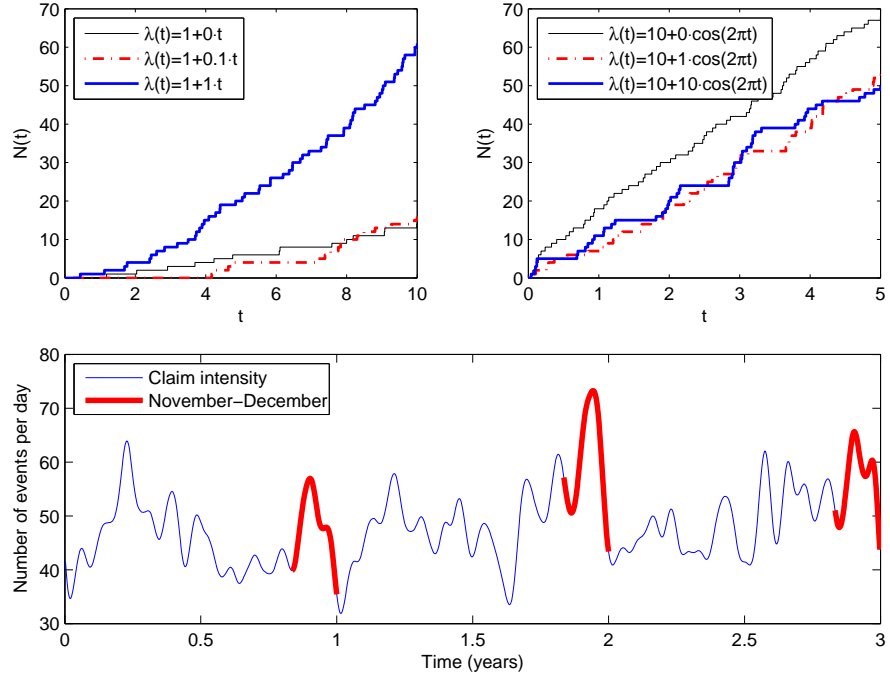 70
60
50
40
30
20
10
0
N(t)
0 2 4 6 8 10
t
λ(t)=1+0·t
λ(t)=1+0.1·t
λ(t)=1+1·t
70
60
50
40
30
20
10
0
N(t)
0 1 2 3 4 5
t
λ(t)=10+0·cos(2πt)
λ(t)=10+1·cos(2πt)
λ(t)=10+10·cos(2πt)
80
70
60
50
40
30
Number of events per day
0 0.5 1 1.5 2 2.5 3
Time (years)
Claim intensity
November−December